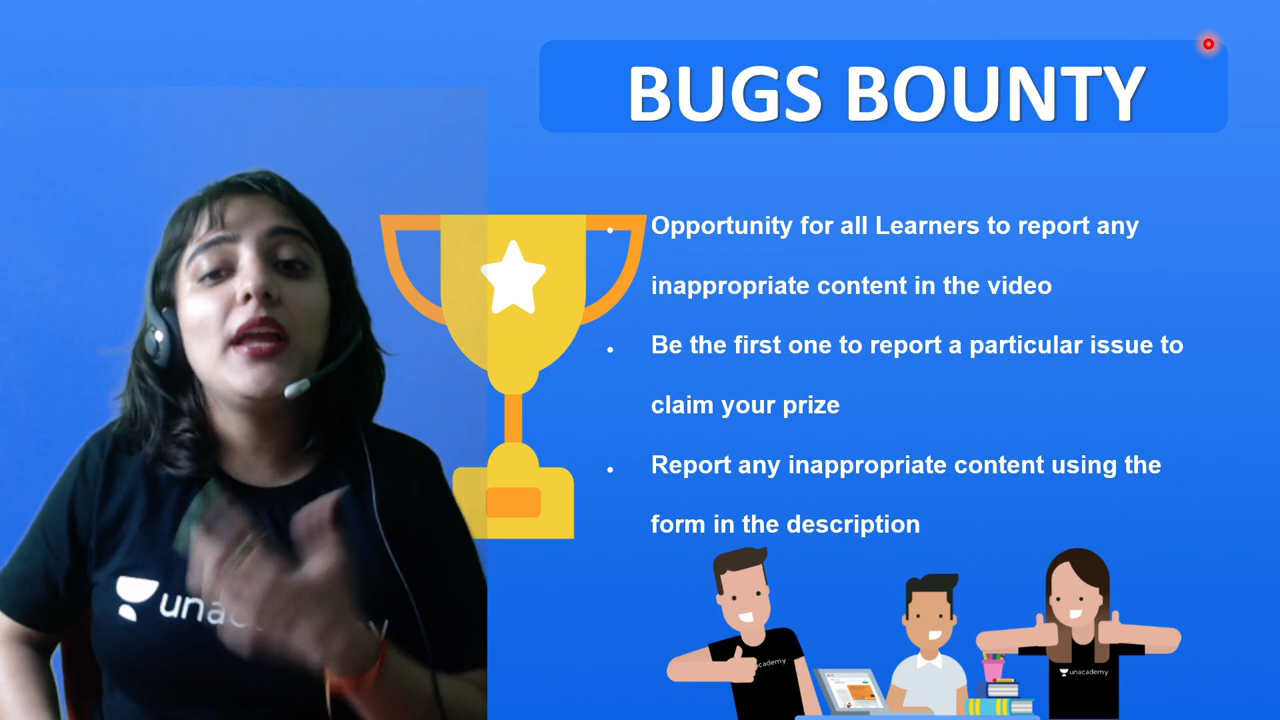 BUGS BOUNTY
• Opportunity for all Learners to report any
inappropriate content in the video
• Be the first one to report a particular issue to
claim your prize
• Report any inappropriate content using the
form in the description
unacademy